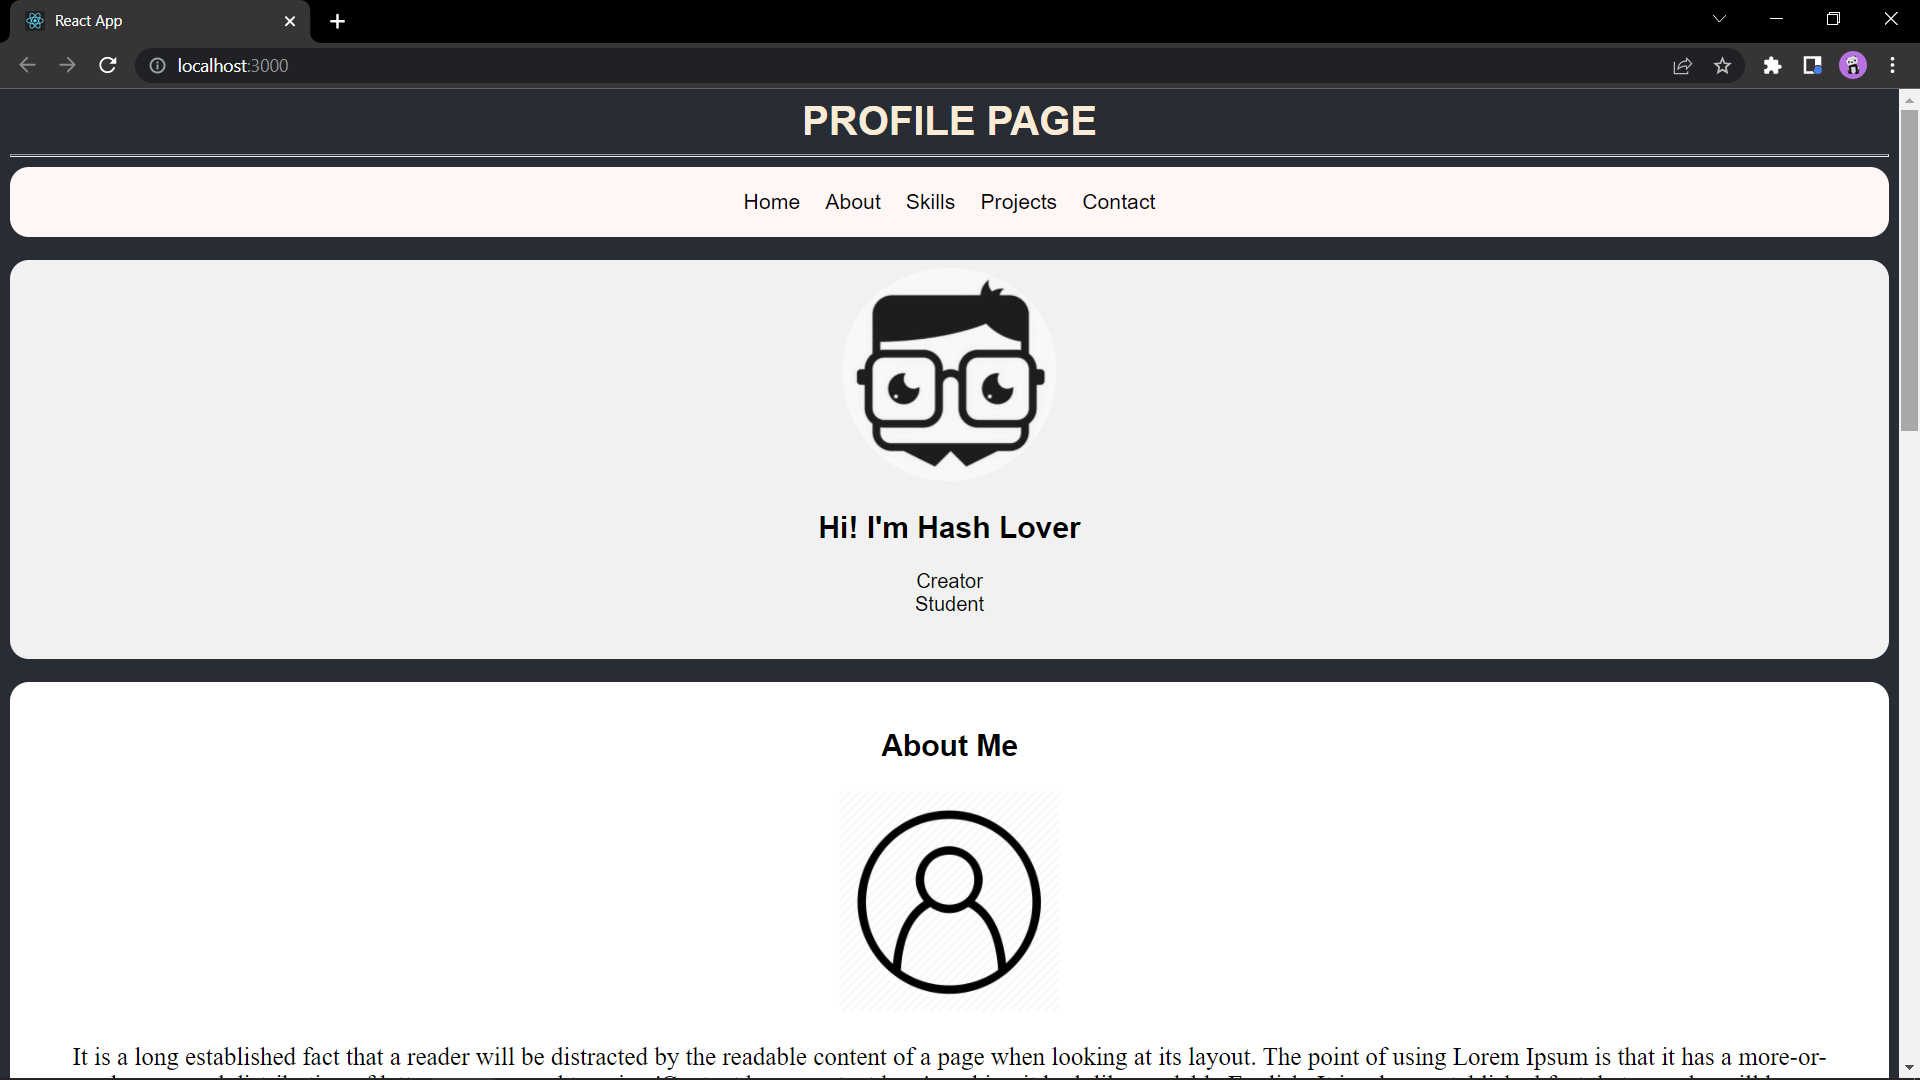 React App
localhost:3000
PROFILE PAGE
Home About Skills Projects Contact
Hi! I'm Hash Lover
Creator
Student
About Me
It is a long established fact that a reader will be distracted by the readable content of a page when looking at its layout. The point of using Lorem Ipsum is that it has a more-or-